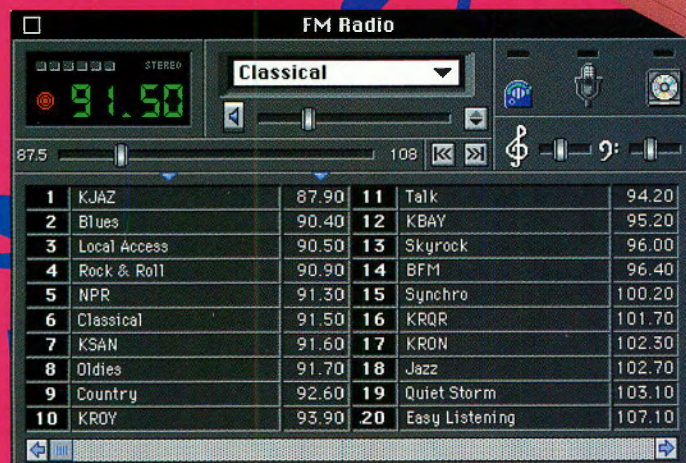 FM Radio
STEREO
91.50
Classical
87.5 108
1 KJAZ 87.90
2 Blues 90.40
3 Local Access 90.50
4 Rock & Roll 90.90
5 NPR 91.30
6 Classical 91.50
7 KSAN 91.60
8 Oldies 91.70
9 Country 92.60
10 KROY 93.90
11 Talk 94.20
12 KBAY 95.20
13 Skyrock 96.00
14 BFM 96.40
15 Synchro 100.20
16 KRQR 101.70
17 KRON 102.30
18 Jazz 102.70
19 Quiet Storm 103.10
20 Easy Listening 107.10